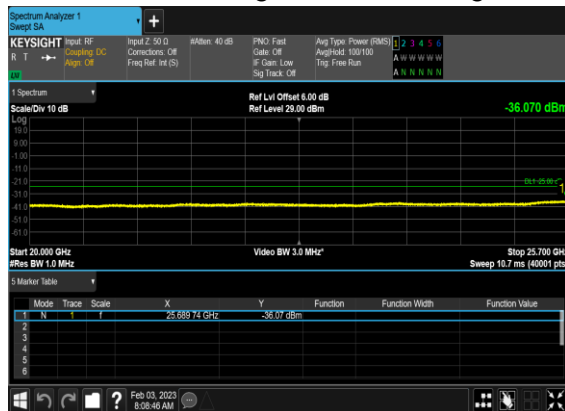 Spectrum Analyzer 1
Swept SA
KEYSIGHT Input: RF Input Z: 50 Ω #Atten: 40 dB PNO: Fast Avg Type: Power (RMS) 1 2 3 4 5 6
R T Coupling: DC Corrections: Off Gate: Off Avg|Hold: 100/100 A W W W W W
Align: Off Freq Ref: Int (S) IF Gain: Low Trig: Free Run
LW Sig Track: Off A N N N N N
1 Spectrum
Ref Lvl Offset 6.00 dB
Scale/Div 10 dB Ref Level 29.00 dBm -36.070 dBm
Log
19.0
9.00
-1.00
-11.0
-21.0 DL1 -25.00
-31.0 1
-41.0
-51.0
-61.0
Start 20.000 GHz Video BW 3.0 MHz* Stop 25.700 GHz
#Res BW 1.0 MHz Sweep 10.7 ms (40001 pts
5 Marker Table
Mode Trace Scale X Y Function Function Width Function Value
1 N 1 f 25.689 74 GHz -36.07 dBm
2
3
4
5
6
? Feb 03, 2023
8:08:46 AM